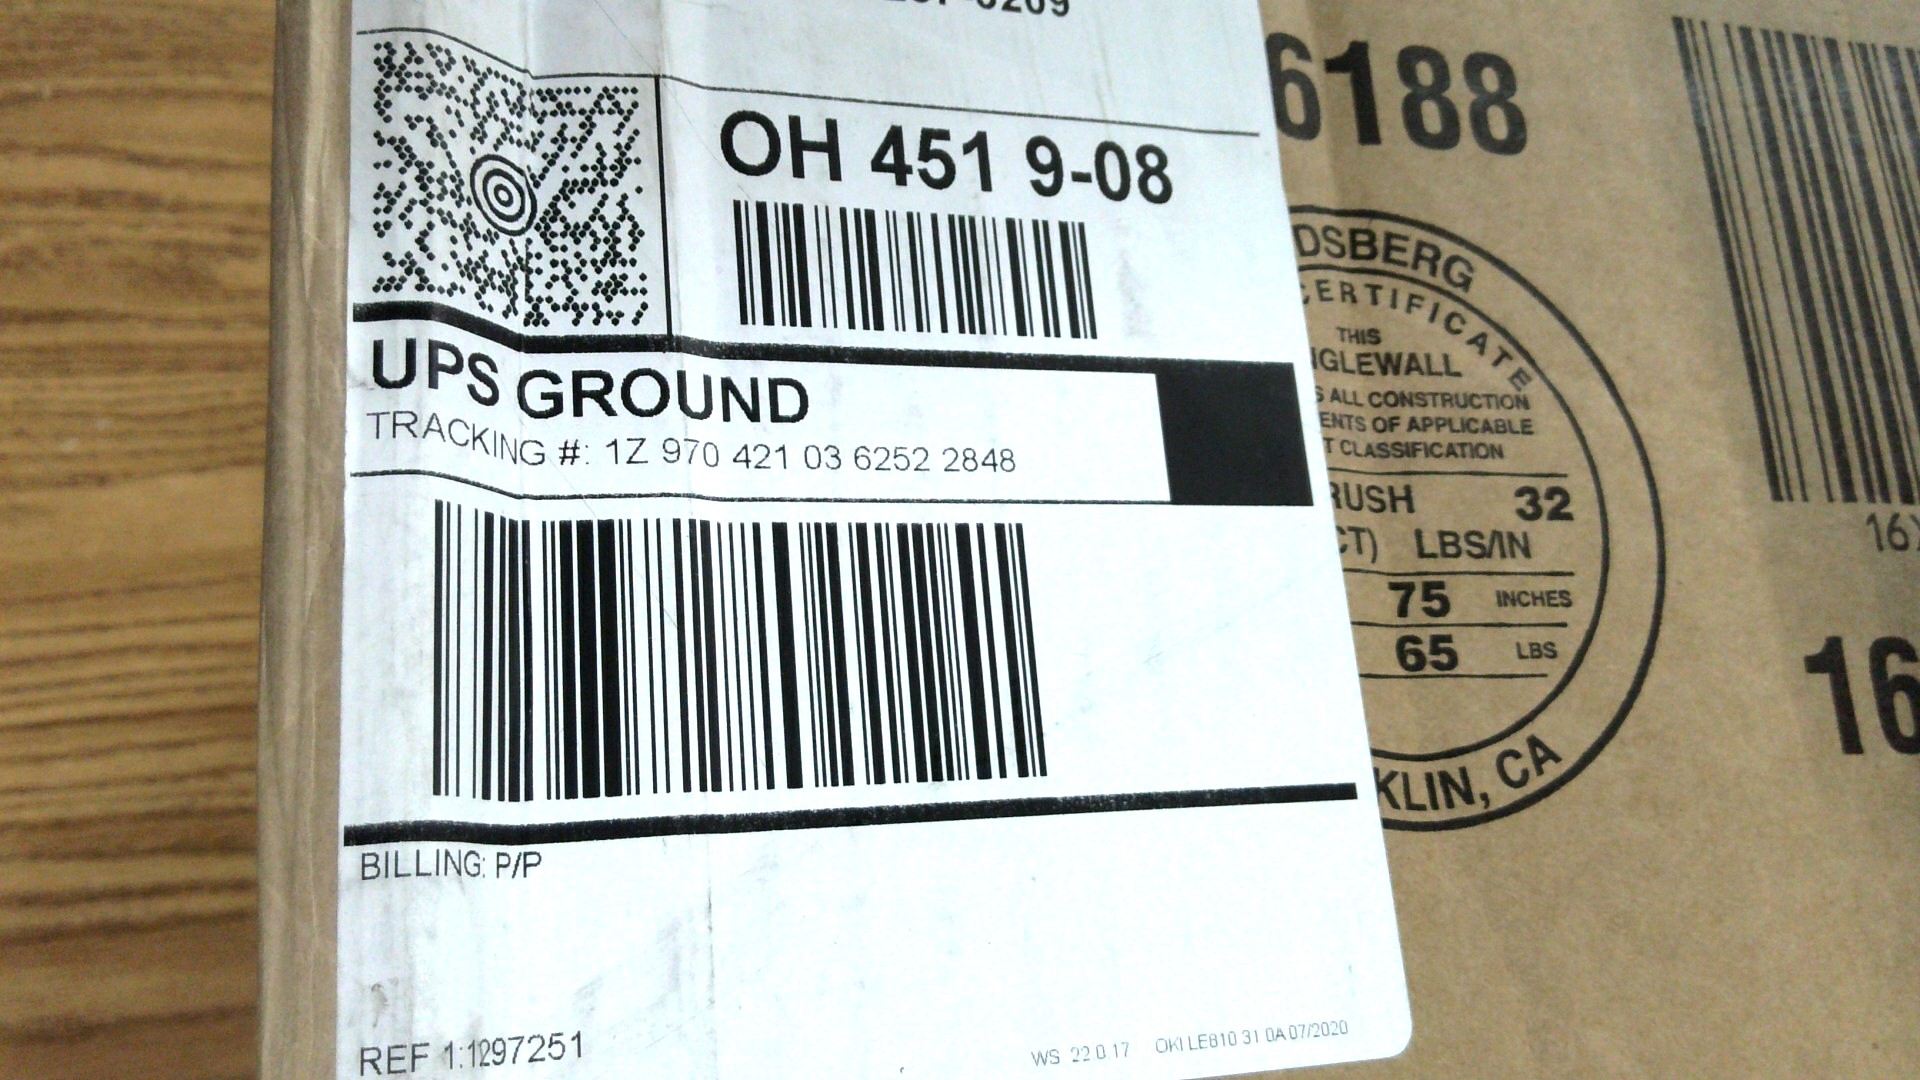 OH 451 9-08
UPS GROUND
TRACKING #: 1Z 970 421 03 6252 2848
BILLING: P/P
REF 1:1297251
WS 22 0 17 OKI LE810 31 0A 07/2020
6188
DSBERG
CERTIFICATE
THIS
GLEWALL
S ALL CONSTRUCTION
ENTS OF APPLICABLE
T CLASSIFICATION
RUSH 32
CT) LBS/IN
75 INCHES
65 LBS
KLIN, CA
16
16